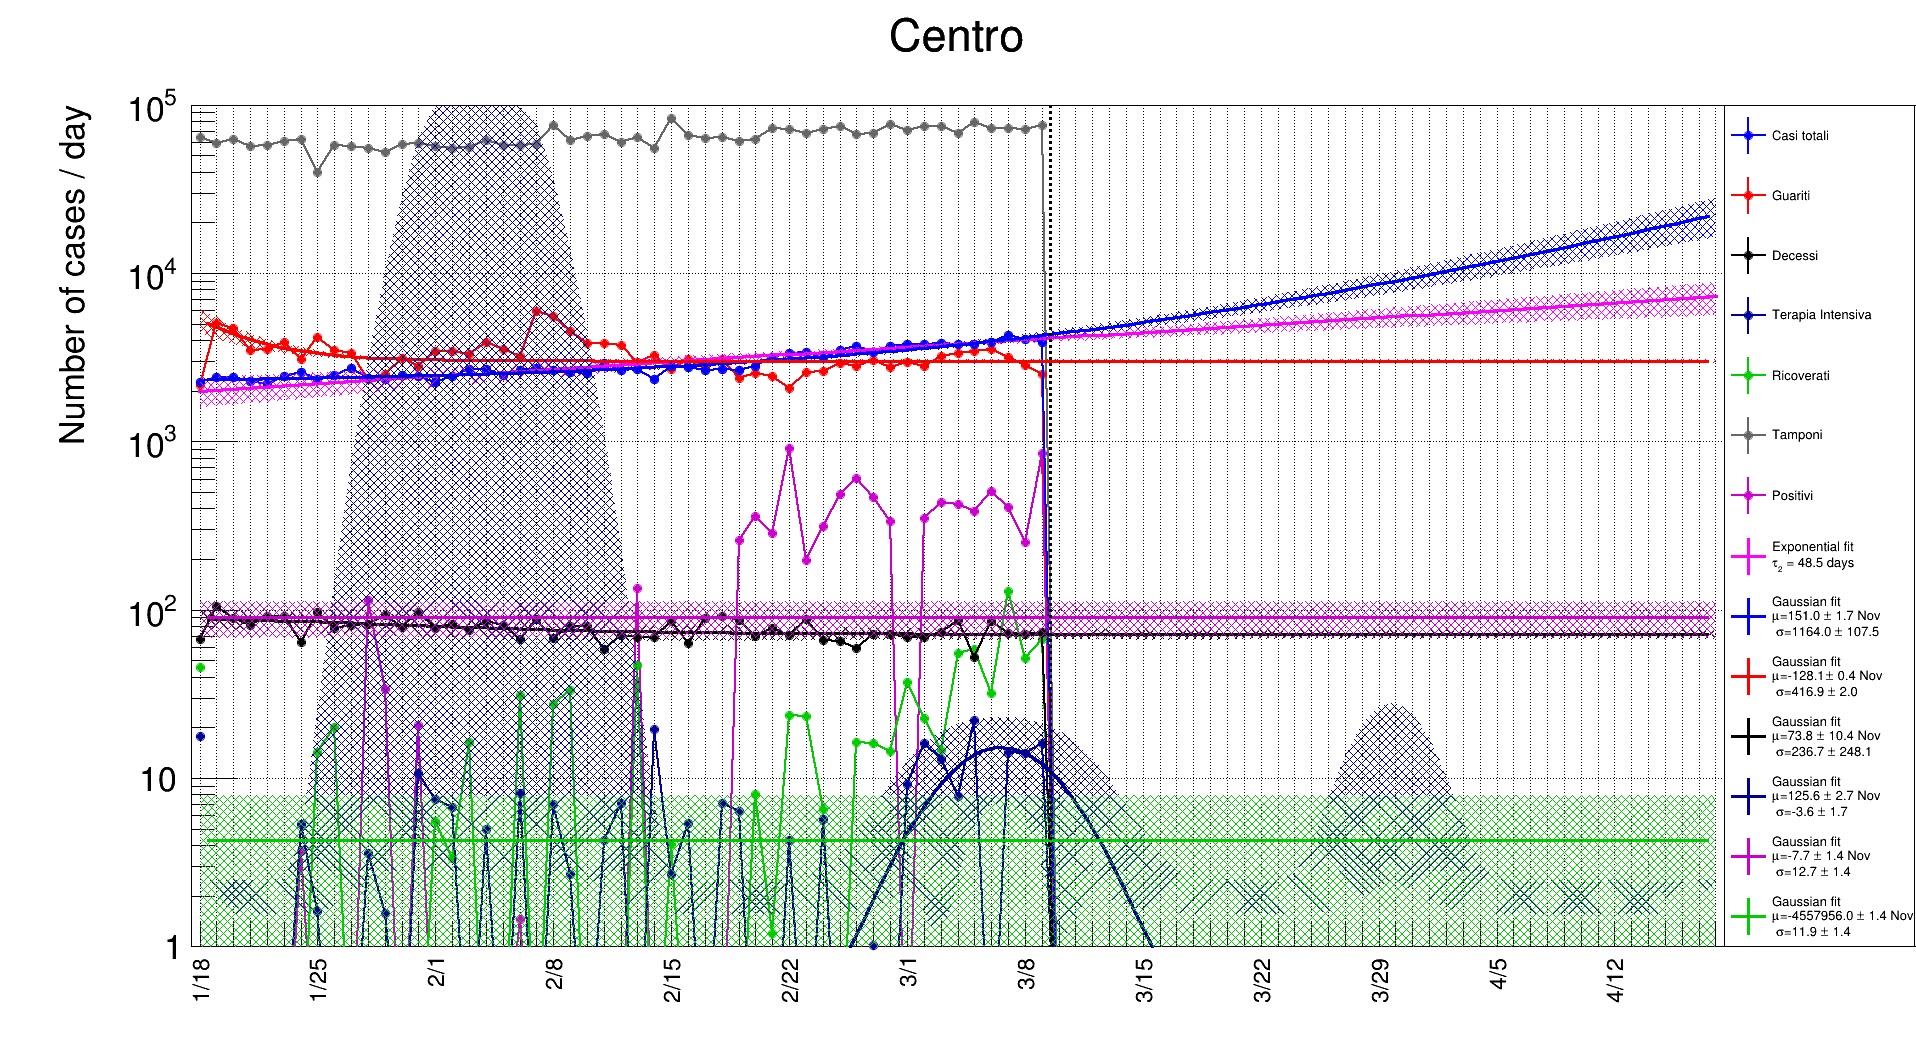 Centro
Number of cases / day
10^5
10^4
10^3
10^2
10
1
1/18
1/25
2/1
2/8
2/15
2/22
3/1
3/8
3/15
3/22
3/29
4/5
4/12
Casi totali
Guariti
Decessi
Terapia Intensiva
Ricoverati
Tamponi
Positivi
Exponential fit
τ₂ = 48.5 days
Gaussian fit
μ=151.0 ± 1.7 Nov
σ=1164.0 ± 107.5
Gaussian fit
μ=-128.1 ± 0.4 Nov
σ=416.9 ± 2.0
Gaussian fit
μ=73.8 ± 10.4 Nov
σ=236.7 ± 248.1
Gaussian fit
μ=125.6 ± 2.7 Nov
σ=-3.6 ± 1.7
Gaussian fit
μ=-7.7 ± 1.4 Nov
σ=12.7 ± 1.4
Gaussian fit
μ=-4557956.0 ± 1.4 Nov
σ=11.9 ± 1.4